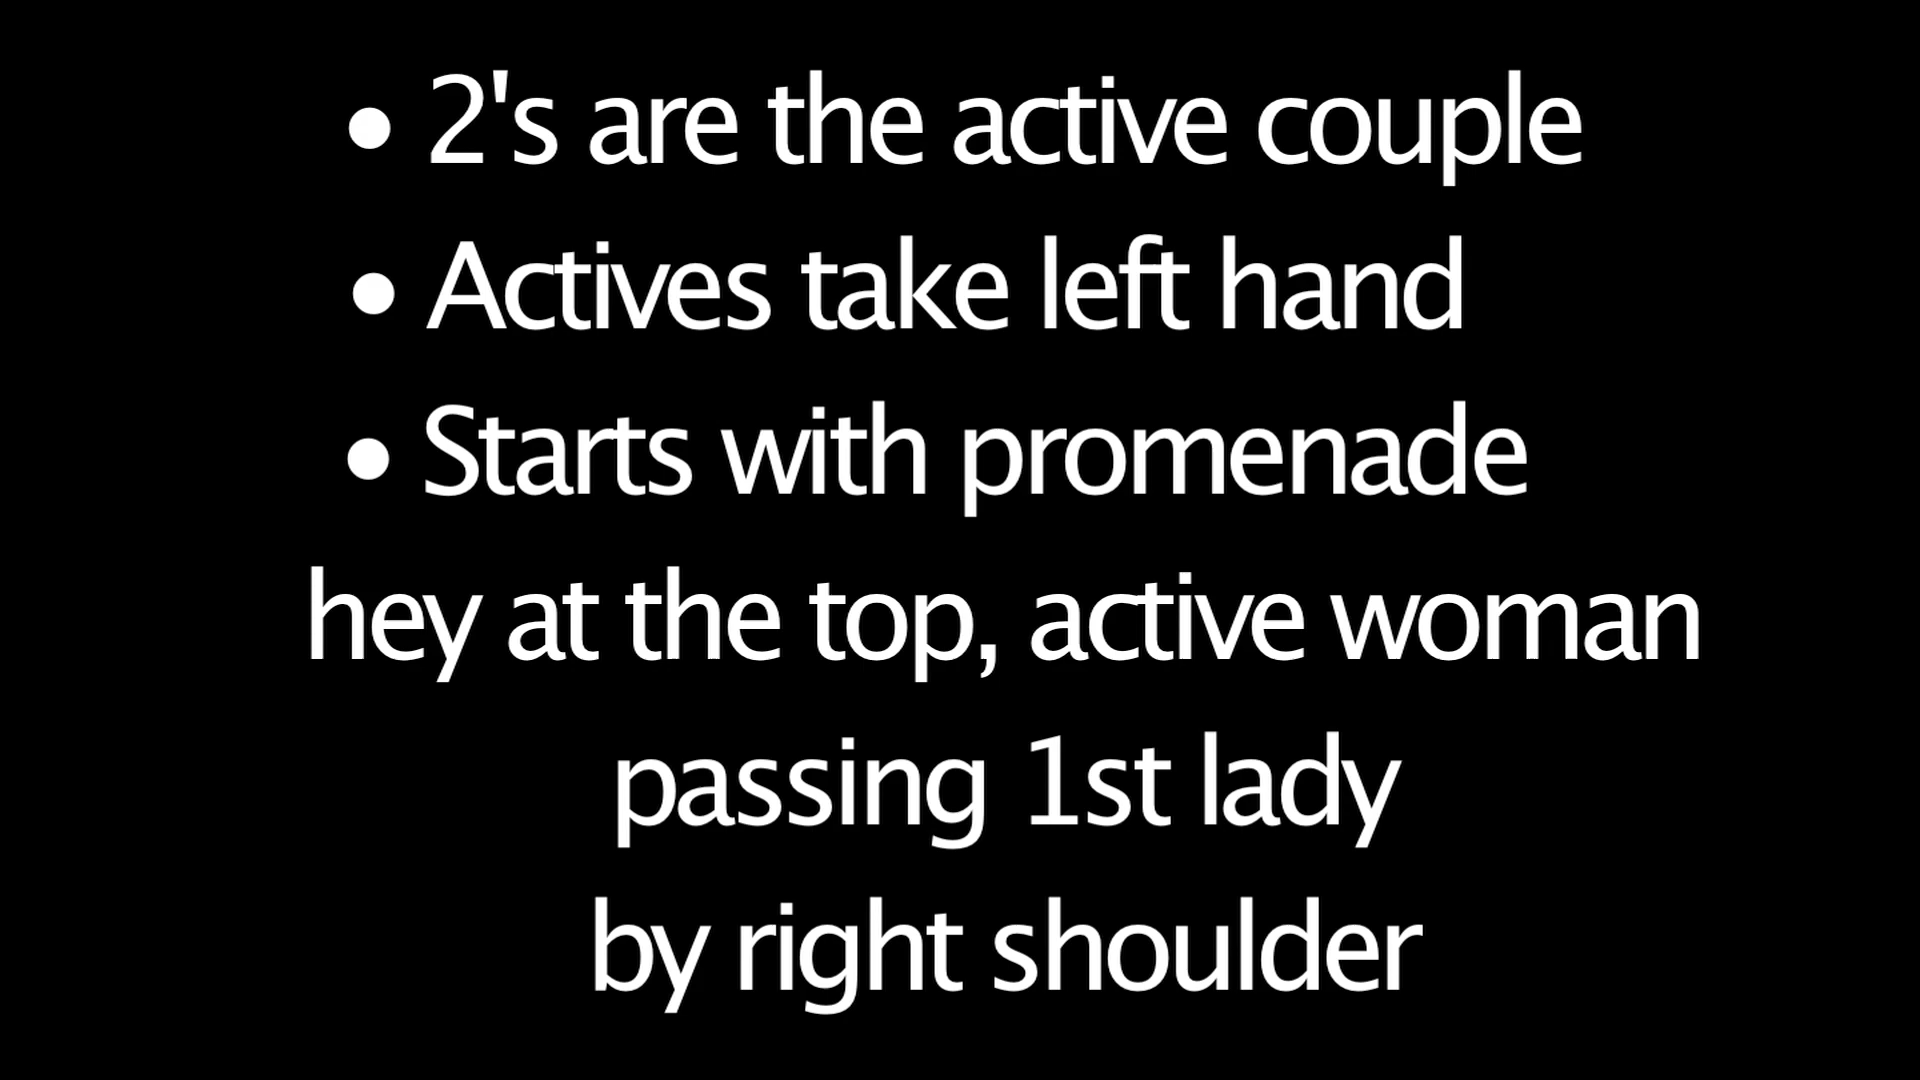 • 2's are the active couple
• Actives take left hand
• Starts with promenade
hey at the top, active woman
passing 1st lady
by right shoulder